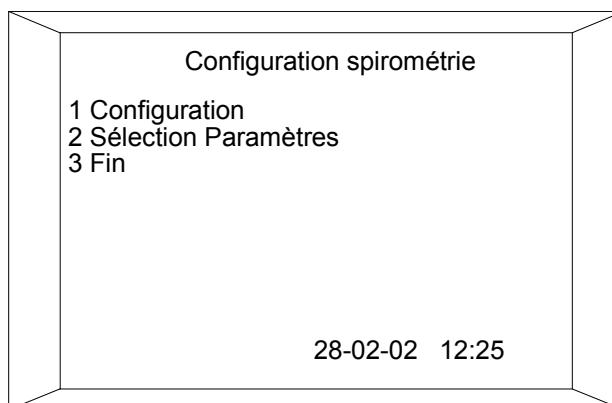 Configuration spirométrie
1 Configuration
2 Sélection Paramètres
3 Fin
28-02-02 12:25